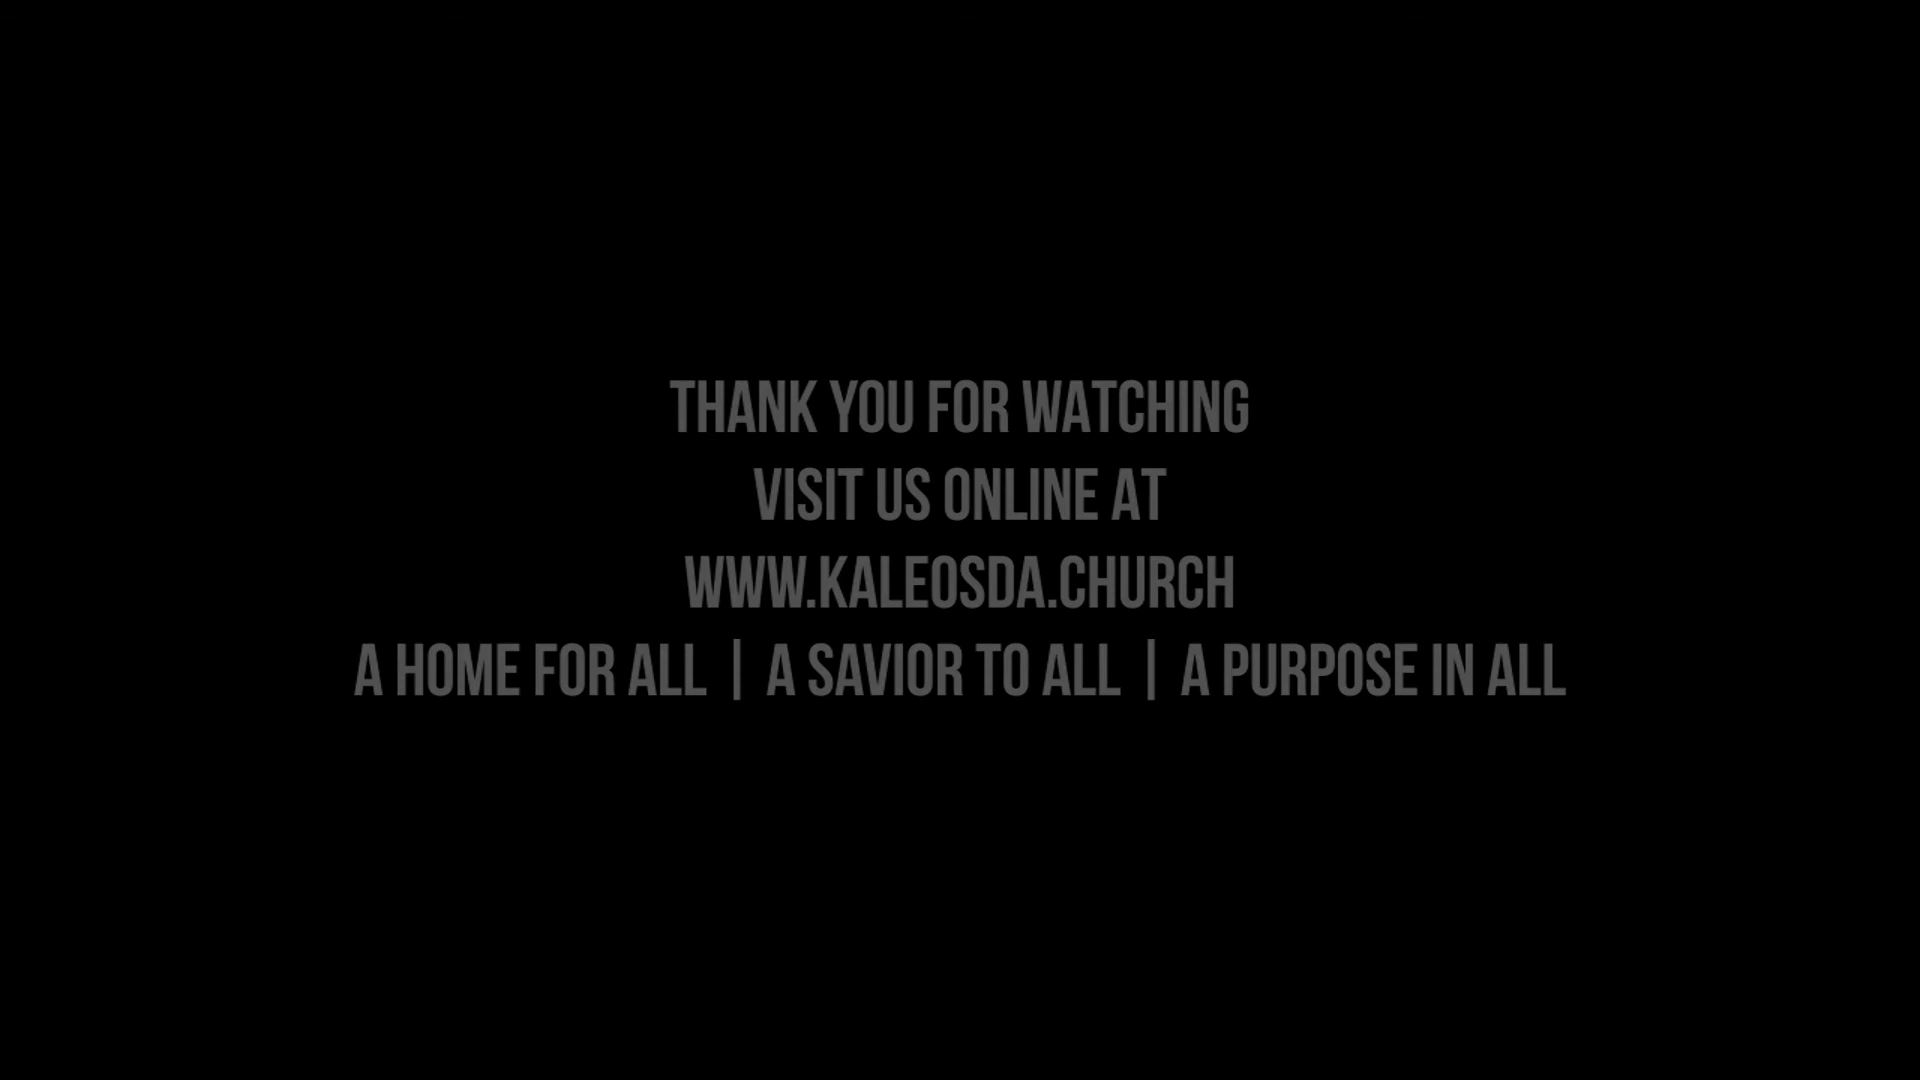 THANK YOU FOR WATCHING
VISIT US ONLINE AT
WWW.KALEOSDA.CHURCH
A HOME FOR ALL | A SAVIOR TO ALL | A PURPOSE IN ALL